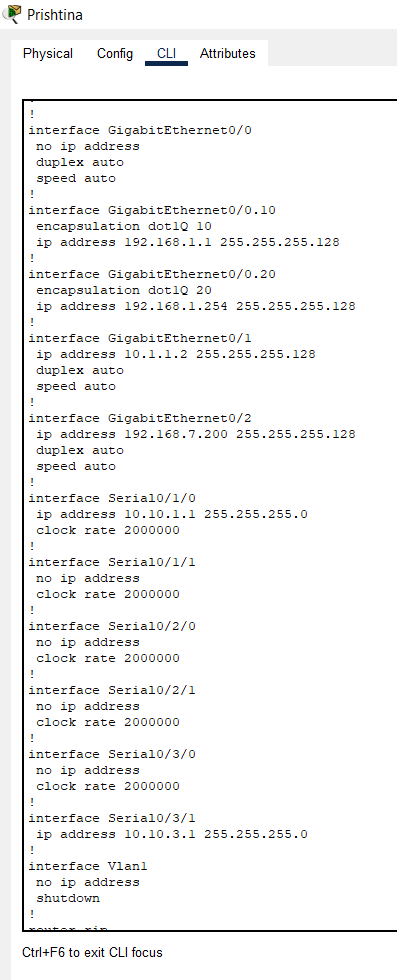 Prishtina
Physical Config CLI Attributes
!
interface GigabitEthernet0/0
no ip address
duplex auto
speed auto
!
interface GigabitEthernet0/0.10
encapsulation dot1Q 10
ip address 192.168.1.1 255.255.255.128
!
interface GigabitEthernet0/0.20
encapsulation dot1Q 20
ip address 192.168.1.254 255.255.255.128
!
interface GigabitEthernet0/1
ip address 10.1.1.2 255.255.255.128
duplex auto
speed auto
!
interface GigabitEthernet0/2
ip address 192.168.7.200 255.255.255.128
duplex auto
speed auto
!
interface Serial0/1/0
ip address 10.10.1.1 255.255.255.0
clock rate 2000000
!
interface Serial0/1/1
no ip address
clock rate 2000000
!
interface Serial0/2/0
no ip address
clock rate 2000000
!
interface Serial0/2/1
no ip address
clock rate 2000000
!
interface Serial0/3/0
no ip address
clock rate 2000000
!
interface Serial0/3/1
ip address 10.10.3.1 255.255.255.0
!
interface Vlan1
no ip address
shutdown
!
router rip
Ctrl+F6 to exit CLI focus